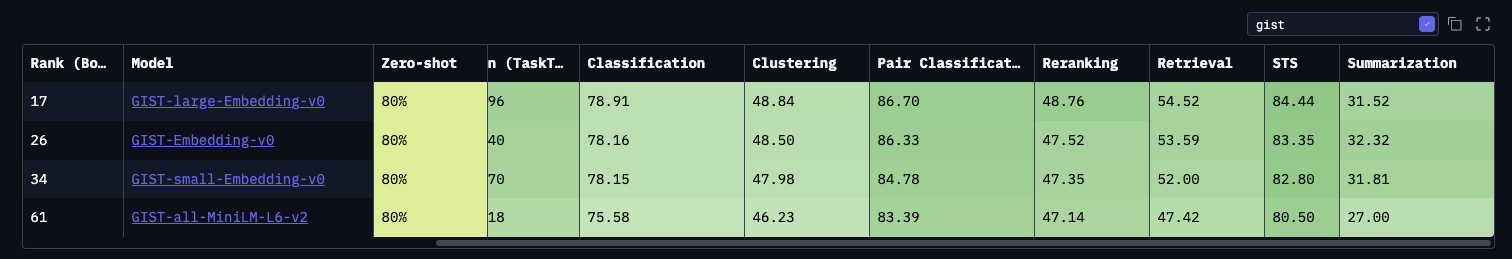 gist
Rank (Bo… Model Zero-shot n (TaskT… Classification Clustering Pair Classificat… Reranking Retrieval STS Summarization
17 GIST-large-Embedding-v0 80% 96 78.91 48.84 86.70 48.76 54.52 84.44 31.52
26 GIST-Embedding-v0 80% 40 78.16 48.50 86.33 47.52 53.59 83.35 32.32
34 GIST-small-Embedding-v0 80% 70 78.15 47.98 84.78 47.35 52.00 82.80 31.81
61 GIST-all-MiniLM-L6-v2 80% 18 75.58 46.23 83.39 47.14 47.42 80.50 27.00